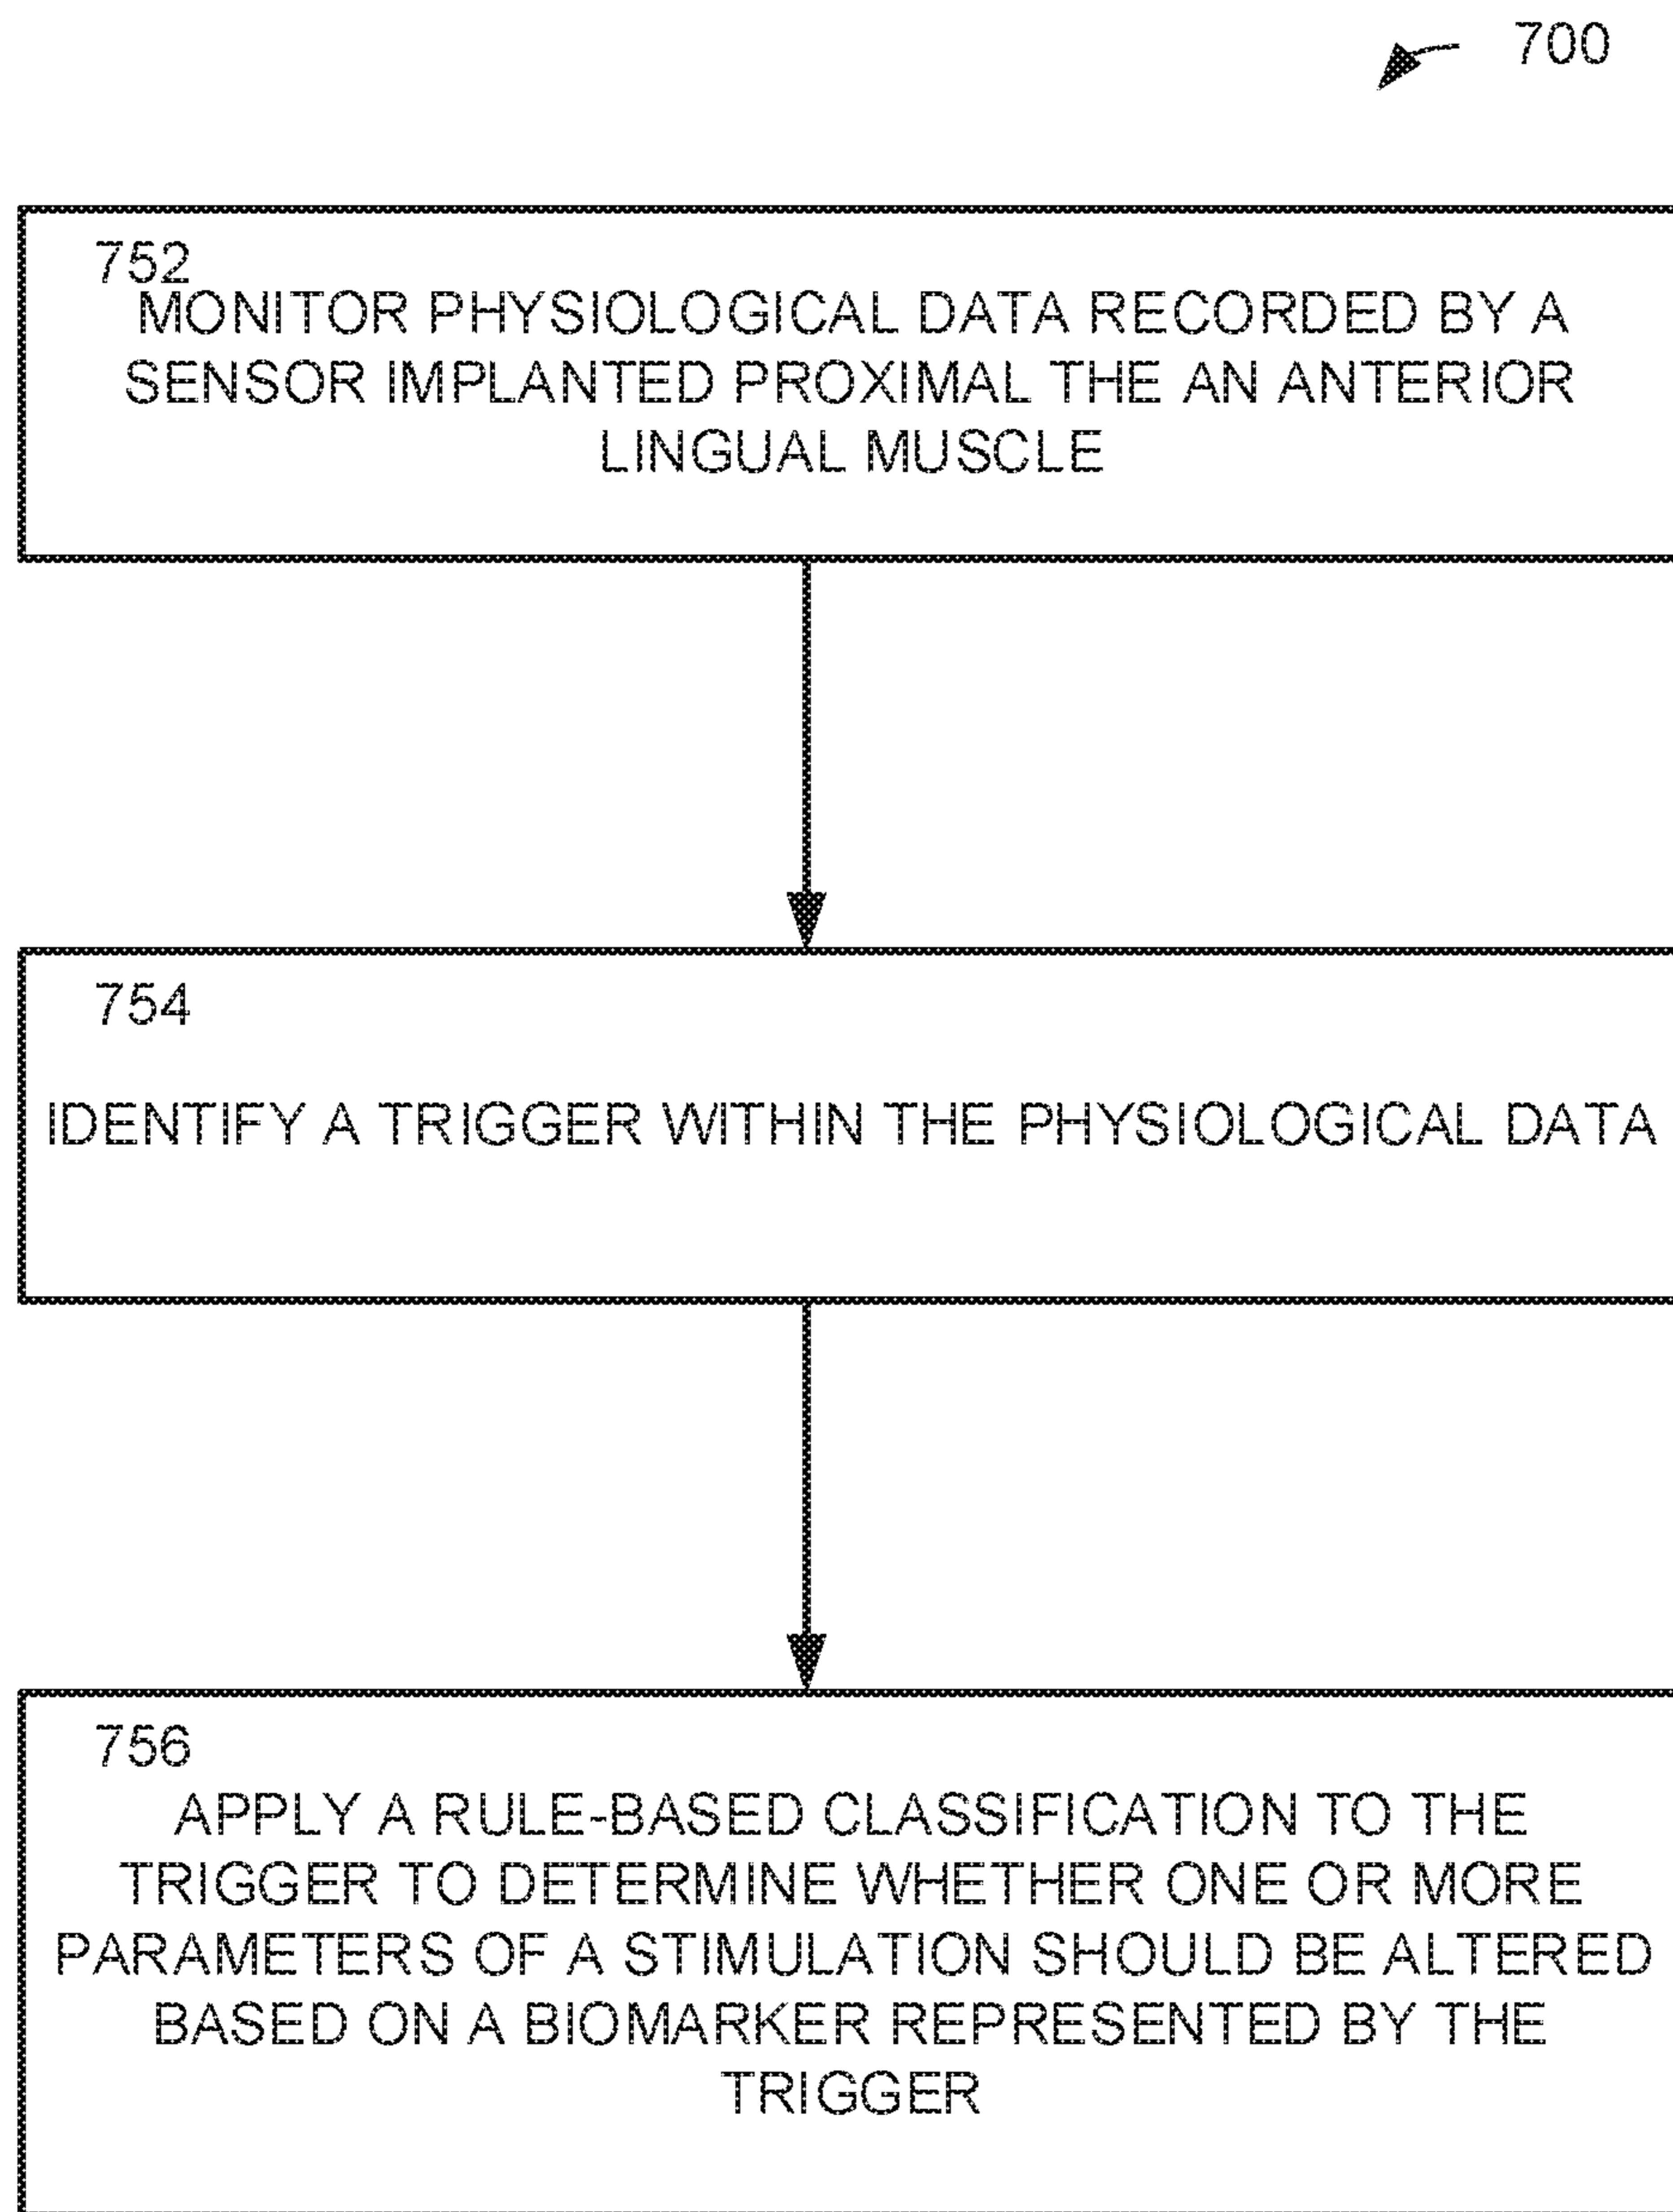 700
752
MONITOR PHYSIOLOGICAL DATA RECORDED BY A
SENSOR IMPLANTED PROXIMAL THE AN ANTERIOR
LINGUAL MUSCLE
754
IDENTIFY A TRIGGER WITHIN THE PHYSIOLOGICAL DATA
756
APPLY A RULE-BASED CLASSIFICATION TO THE
TRIGGER TO DETERMINE WHETHER ONE OR MORE
PARAMETERS OF A STIMULATION SHOULD BE ALTERED
BASED ON A BIOMARKER REPRESENTED BY THE
TRIGGER